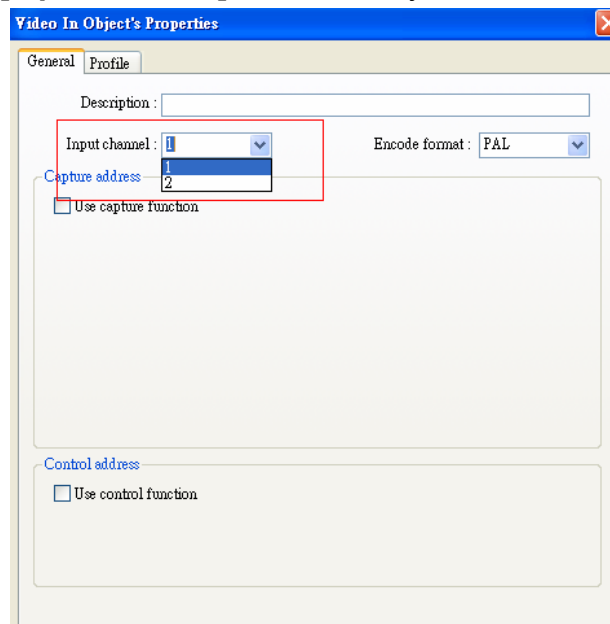 Video In Object's Properties
General Profile
Description :
Input channel : 1 Encode format : PAL
1
Capture address
2
Use capture function
Control address
Use control function